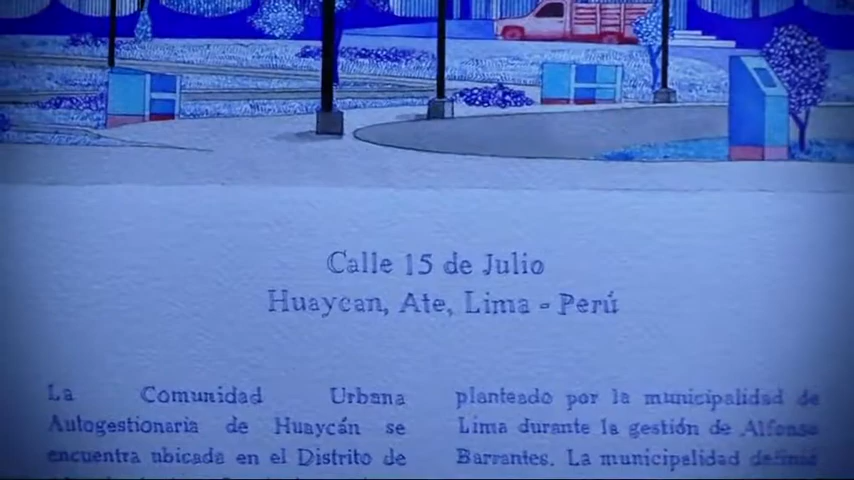 Calle 15 de Julio
Huaycan, Ate, Lima - Perú
La Comunidad Urbana
Autogestionaria de Huaycán se
encuentra ubicada en el Distrito de
planteado por la municipalidad de
Lima durante la gestión de Alfonso
Barrantes. La municipalidad definió